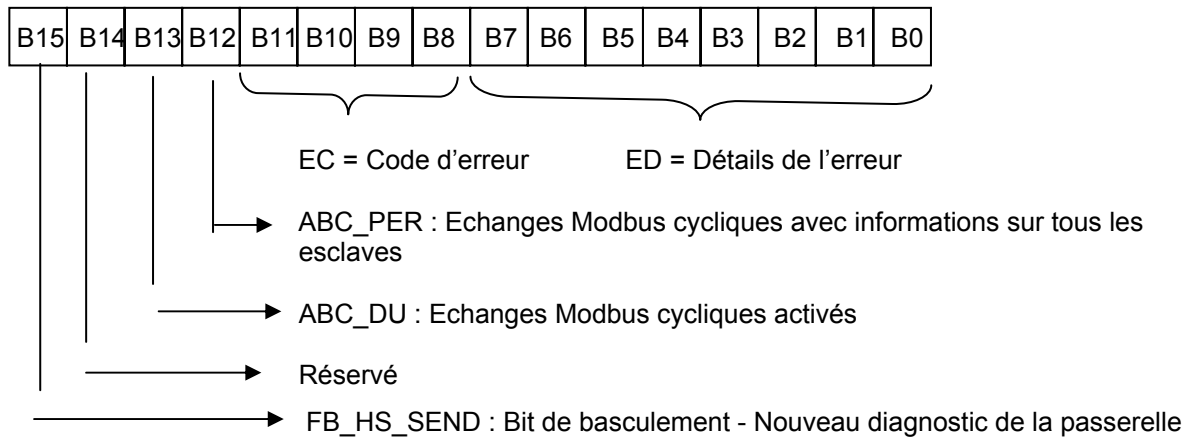 B15 B14 B13 B12 B11 B10 B9 B8 B7 B6 B5 B4 B3 B2 B1 B0
EC = Code d'erreur ED = Détails de l'erreur
ABC_PER : Echanges Modbus cycliques avec informations sur tous les
esclaves
ABC_DU : Echanges Modbus cycliques activés
Réservé
FB_HS_SEND : Bit de basculement - Nouveau diagnostic de la passerelle